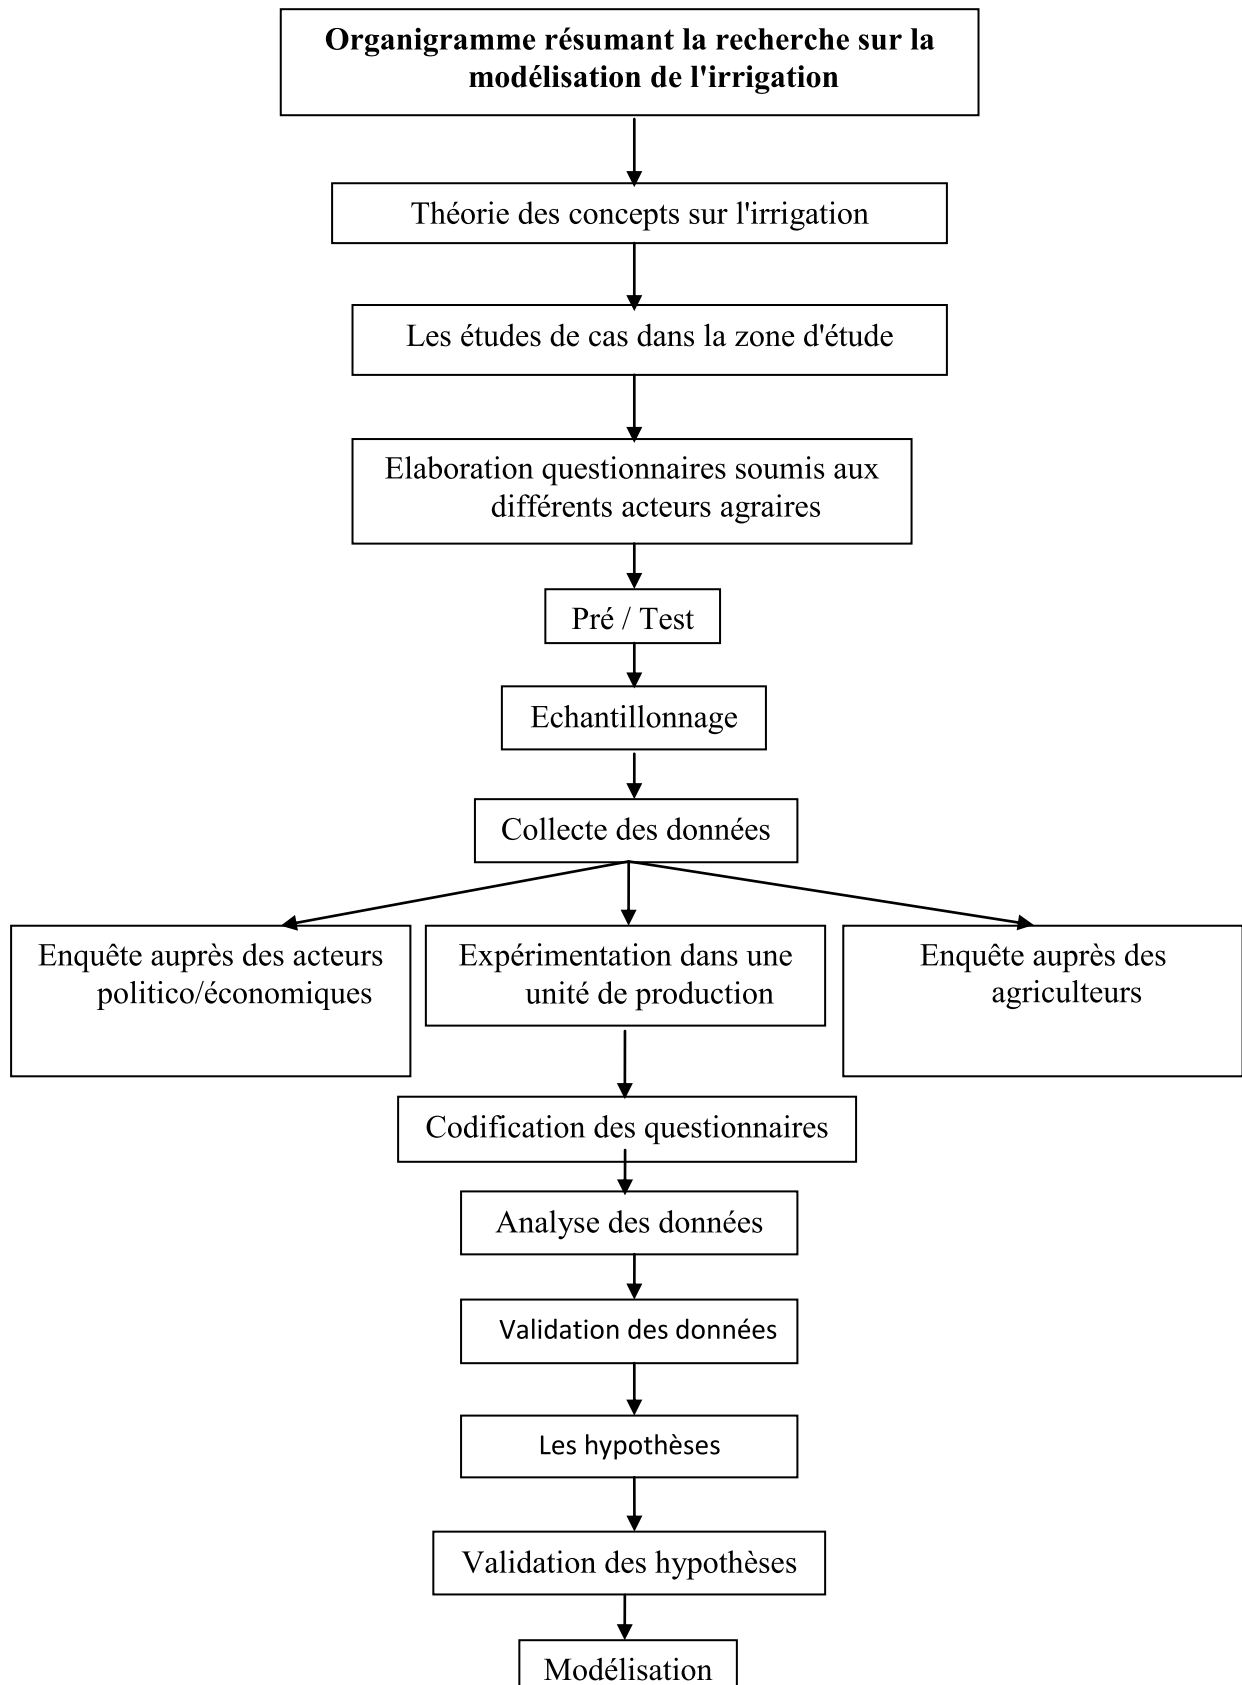 Organigramme résumant la recherche sur la
modélisation de l'irrigation
Théorie des concepts sur l'irrigation
Les études de cas dans la zone d'étude
Elaboration questionnaires soumis aux
différents acteurs agraires
Pré / Test
Echantillonnage
Collecte des données
Enquête auprès des acteurs
politico/économiques
Expérimentation dans une
unité de production
Enquête auprès des
agriculteurs
Codification des questionnaires
Analyse des données
Validation des données
Les hypothèses
Validation des hypothèses
Modélisation